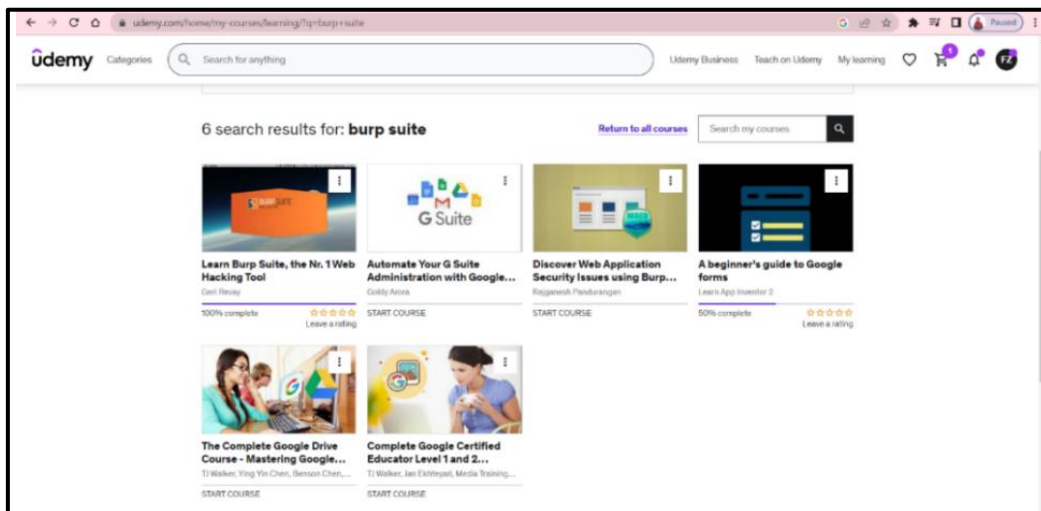 udemy.com/home/my-courses/learning/?q=burp+suite
Paused
ûdemy
Categories
Search for anything
Udemy Business
Teach on Udemy
My learning
1
FZ
6 search results for: burp suite
Return to all courses
Search my courses
BURPSUITE
G Suite
Learn Burp Suite, the Nr. 1 Web
Hacking Tool
Geri Revay
100% complete
Leave a rating
Automate Your G Suite
Administration with Google...
Goldy Arora
START COURSE
Discover Web Application
Security Issues using Burp...
Rajganesh Pandurangan
START COURSE
A beginner's guide to Google
forms
Learn App Inventor 2
50% complete
Leave a rating
The Complete Google Drive
Course - Mastering Google...
TJ Walker, Ying Yin Chen, Benson Chen,...
START COURSE
Complete Google Certified
Educator Level 1 and 2...
TJ Walker, Ian Ekhteyari, Media Training...
START COURSE